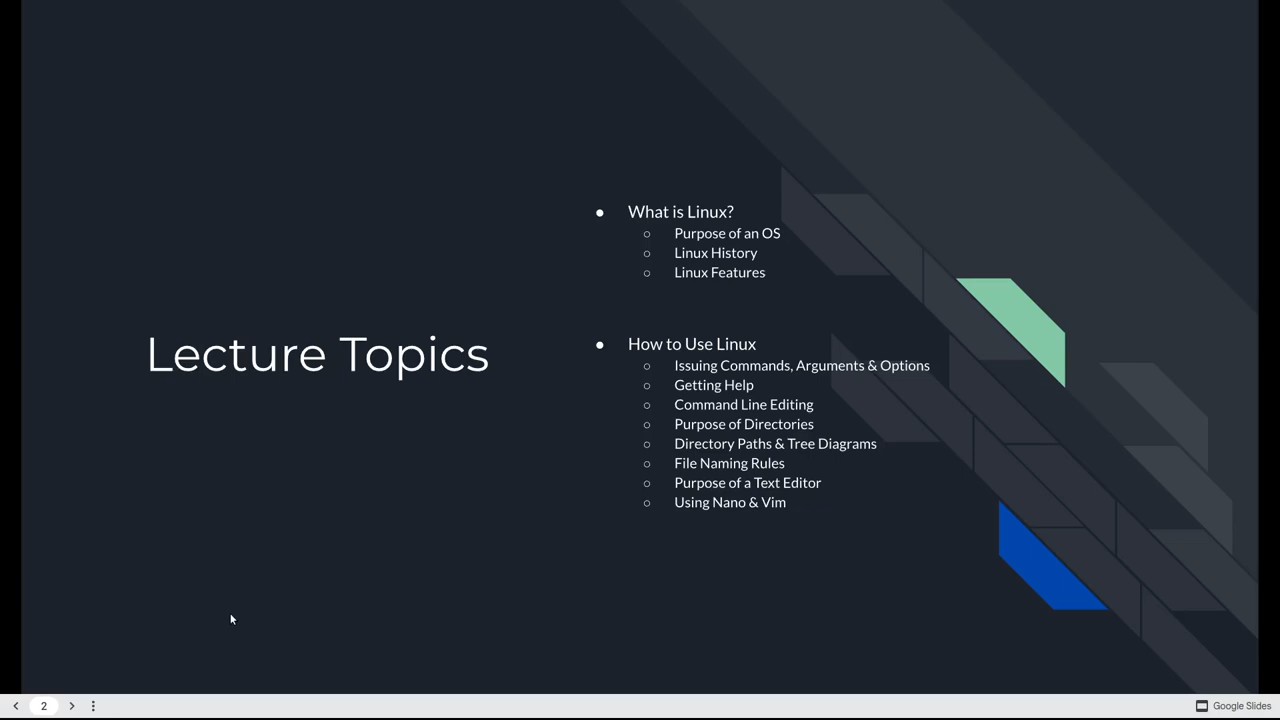 Lecture Topics
● What is Linux?
○ Purpose of an OS
○ Linux History
○ Linux Features
● How to Use Linux
○ Issuing Commands, Arguments & Options
○ Getting Help
○ Command Line Editing
○ Purpose of Directories
○ Directory Paths & Tree Diagrams
○ File Naming Rules
○ Purpose of a Text Editor
○ Using Nano & Vim
2
Google Slides